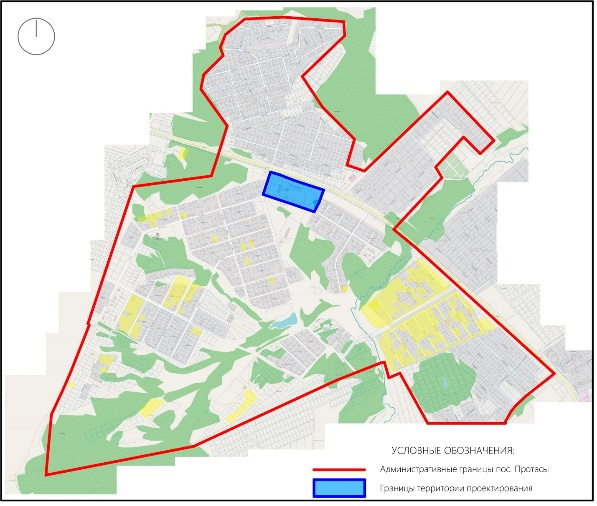 УСЛОВНЫЕ ОБОЗНАЧЕНИЯ:
Административные границы пос. Протасы
Границы территории проектирования